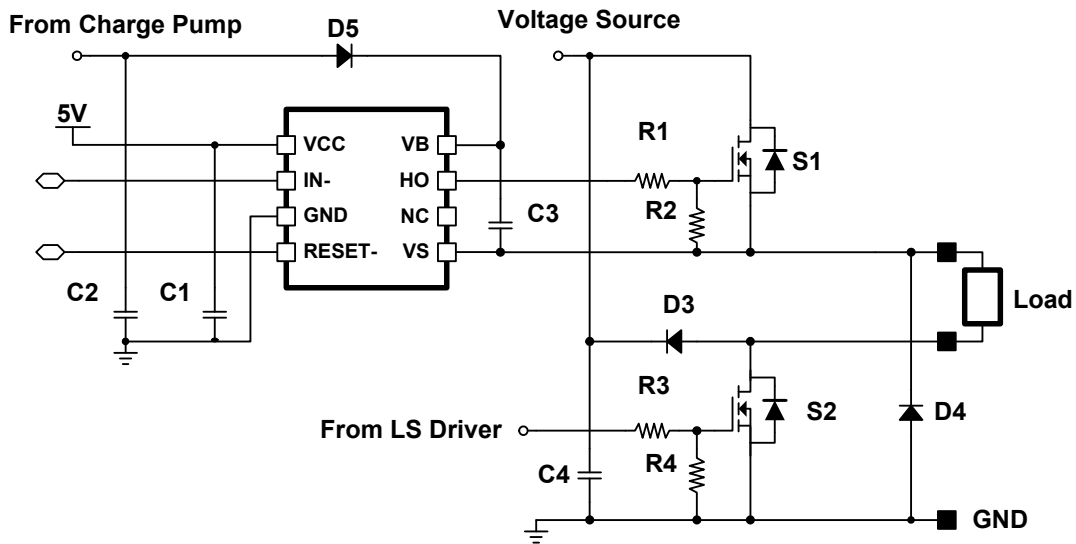 From Charge Pump
D5
Voltage Source
5V
VCC
VB
R1
IN-
HO
S1
GND
NC
R2
C3
RESET-
VS
C2
C1
Load
D3
R3
S2
D4
From LS Driver
C4
R4
GND